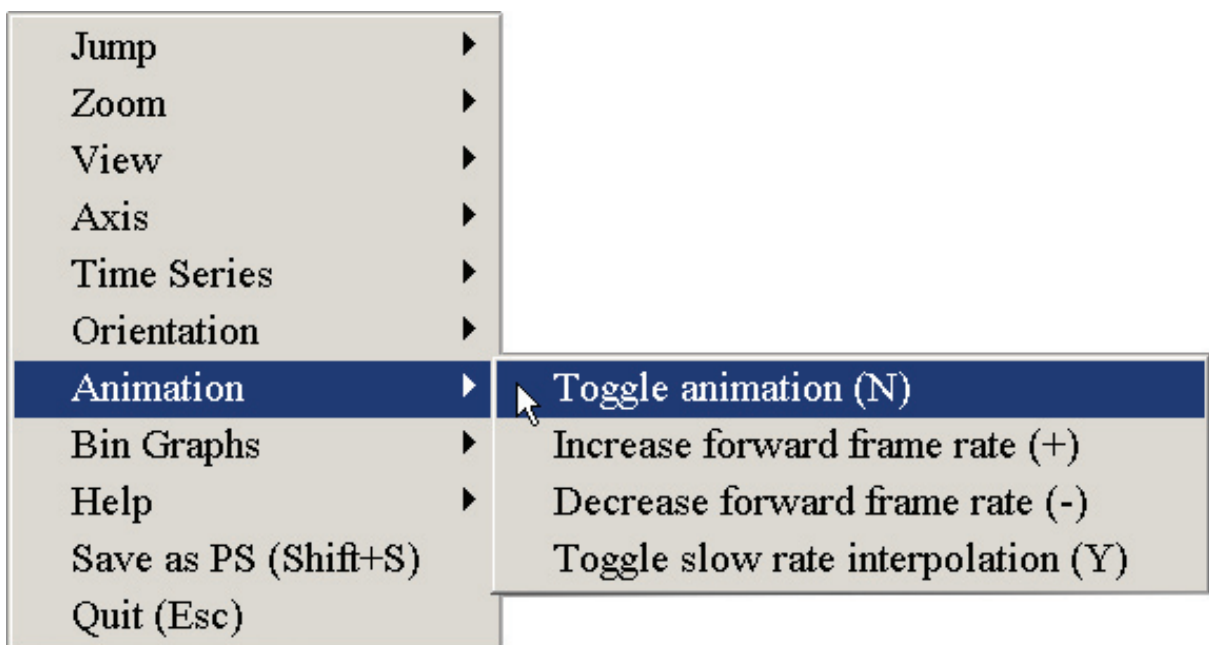 Jump
Zoom
View
Axis
Time Series
Orientation
Animation
Bin Graphs
Help
Save as PS (Shift+S)
Quit (Esc)
Toggle animation (N)
Increase forward frame rate (+)
Decrease forward frame rate (-)
Toggle slow rate interpolation (Y)